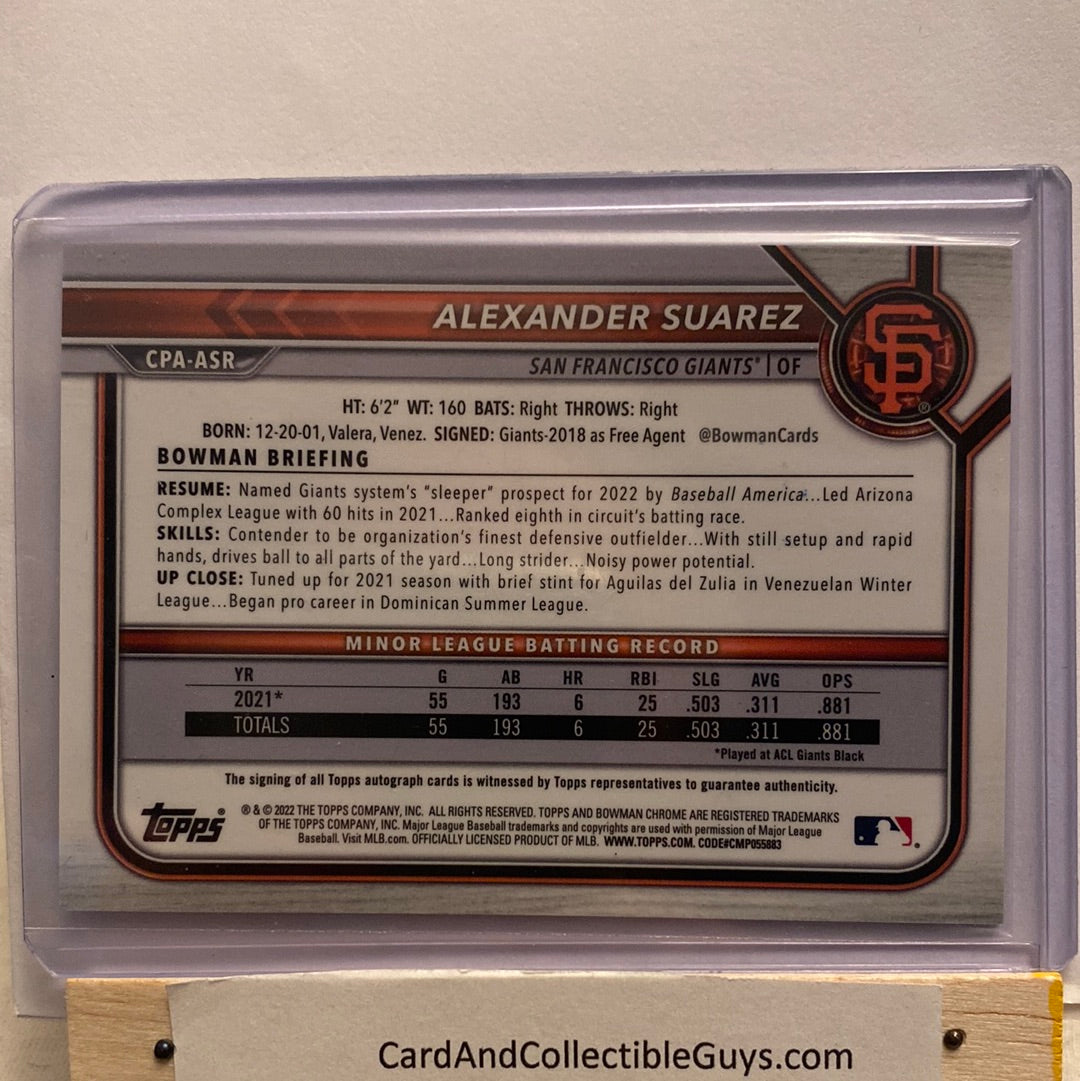 ALEXANDER SUAREZ
CPA-ASR
SAN FRANCISCO GIANTS® | OF
SF ®
HT: 6'2" WT: 160 BATS: Right THROWS: Right
BORN: 12-20-01, Valera, Venez. SIGNED: Giants-2018 as Free Agent @BowmanCards
BOWMAN BRIEFING
RESUME: Named Giants system's "sleeper" prospect for 2022 by Baseball America...Led Arizona
Complex League with 60 hits in 2021...Ranked eighth in circuit's batting race.
SKILLS: Contender to be organization's finest defensive outfielder...With still setup and rapid
hands, drives ball to all parts of the yard...Long strider...Noisy power potential.
UP CLOSE: Tuned up for 2021 season with brief stint for Aguilas del Zulia in Venezuelan Winter
League...Began pro career in Dominican Summer League.
MINOR LEAGUE BATTING RECORD
YR G AB HR RBI SLG AVG OPS
2021* 55 193 6 25 .503 .311 .881
TOTALS 55 193 6 25 .503 .311 .881
*Played at ACL Giants Black
The signing of all Topps autograph cards is witnessed by Topps representatives to guarantee authenticity.
Topps®
® & © 2022 THE TOPPS COMPANY, INC. ALL RIGHTS RESERVED. TOPPS AND BOWMAN CHROME ARE REGISTERED TRADEMARKS
OF THE TOPPS COMPANY, INC. Major League Baseball trademarks and copyrights are used with permission of Major League
Baseball. Visit MLB.com. OFFICIALLY LICENSED PRODUCT OF MLB. WWW.TOPPS.COM. CODE#CMP055883
CardAndCollectibleGuys.com